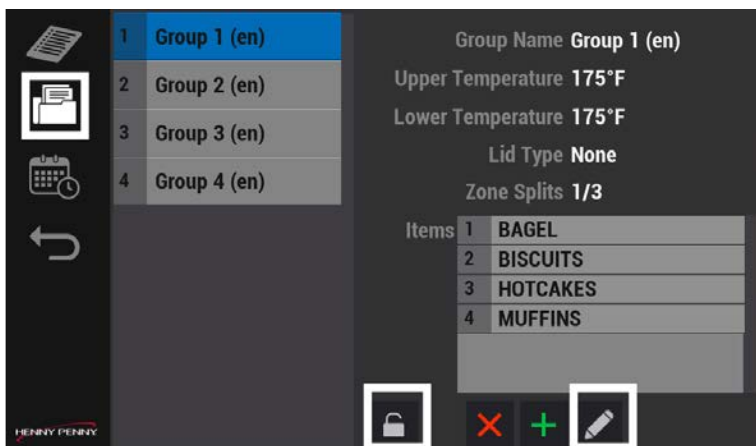 1 Group 1 (en)
2 Group 2 (en)
3 Group 3 (en)
4 Group 4 (en)
Group Name Group 1 (en)
Upper Temperature 175°F
Lower Temperature 175°F
Lid Type None
Zone Splits 1/3
Items 1 BAGEL
2 BISCUITS
3 HOTCAKES
4 MUFFINS
HENNY PENNY